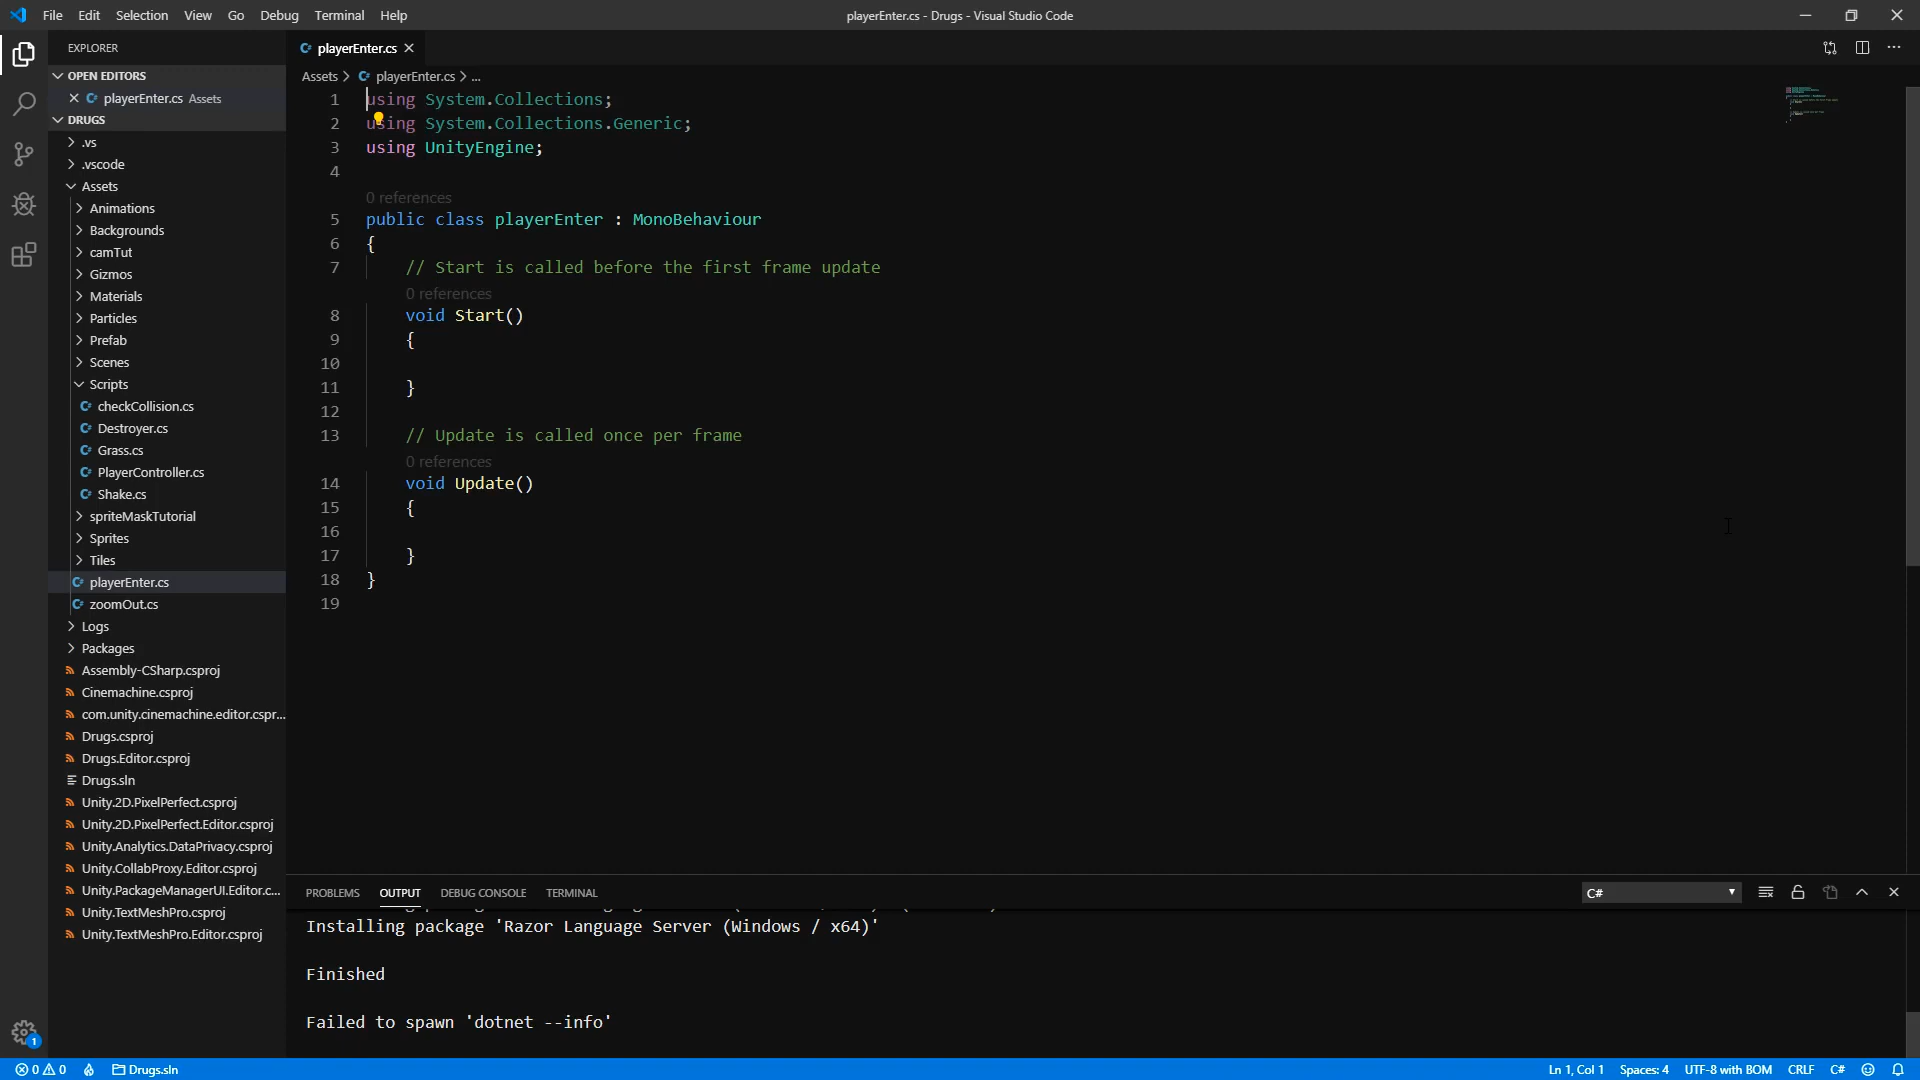 File Edit Selection View Go Debug Terminal Help
playerEnter.cs - Drugs - Visual Studio Code
EXPLORER
OPEN EDITORS
playerEnter.cs Assets
DRUGS
.vs
.vscode
Assets
Animations
Backgrounds
camTut
Gizmos
Materials
Particles
Prefab
Scenes
Scripts
checkCollision.cs
Destroyer.cs
Grass.cs
PlayerController.cs
Shake.cs
spriteMaskTutorial
Sprites
Tiles
playerEnter.cs
zoomOut.cs
Logs
Packages
Assembly-CSharp.csproj
Cinemachine.csproj
com.unity.cinemachine.editor.cspr...
Drugs.csproj
Drugs.Editor.csproj
Drugs.sln
Unity.2D.PixelPerfect.csproj
Unity.2D.PixelPerfect.Editor.csproj
Unity.Analytics.DataPrivacy.csproj
Unity.CollabProxy.Editor.csproj
Unity.PackageManagerUI.Editor.c...
Unity.TextMeshPro.csproj
Unity.TextMeshPro.Editor.csproj
1
playerEnter.cs
Assets > playerEnter.cs > ...
1 using System.Collections;
2 using System.Collections.Generic;
3 using UnityEngine;
4
0 references
5 public class playerEnter : MonoBehaviour
6 {
7 // Start is called before the first frame update
0 references
8 void Start()
9 {
10
11 }
12
13 // Update is called once per frame
0 references
14 void Update()
15 {
16
17 }
18 }
19
PROBLEMS OUTPUT DEBUG CONSOLE TERMINAL C#
Installing package 'Razor Language Server (Windows / x64)'
Finished
Failed to spawn 'dotnet --info'
0 0 Drugs.sln Ln 1, Col 1 Spaces: 4 UTF-8 with BOM CRLF C#